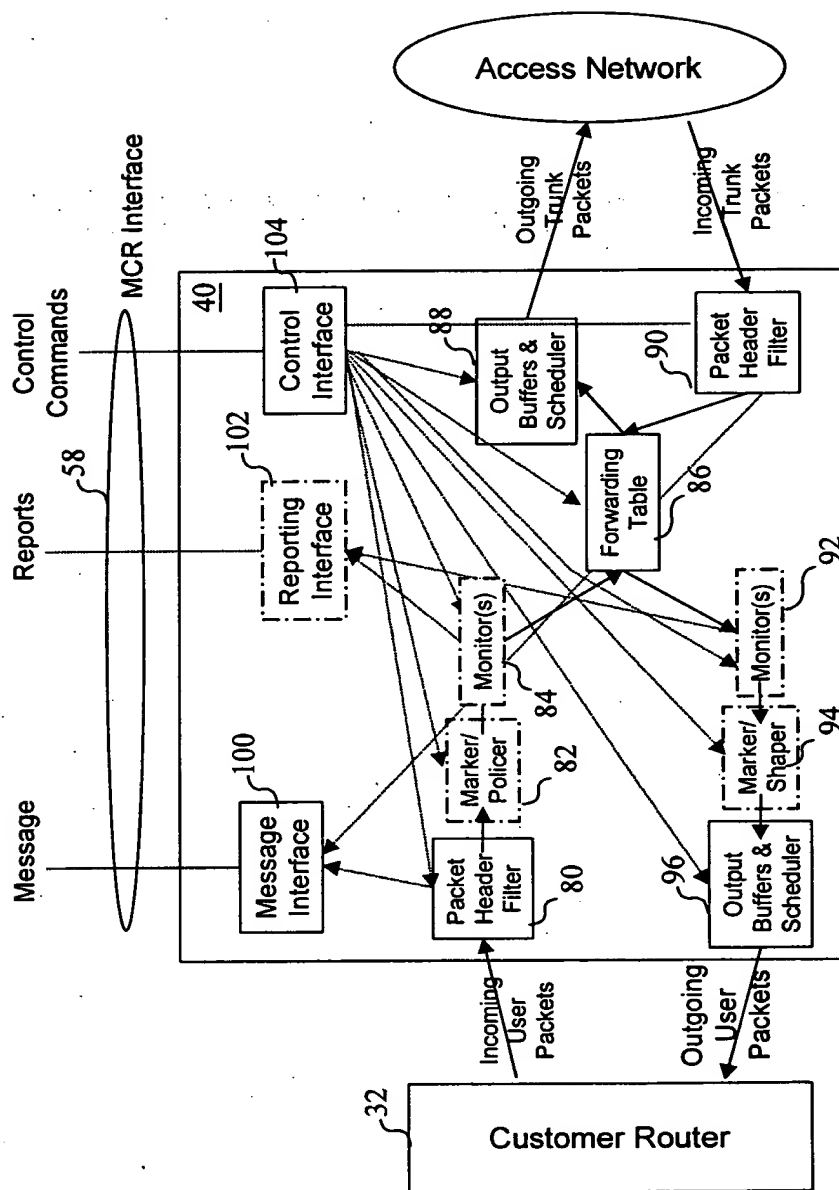 Message
Reports
Control
Commands
58
MCR Interface
100
Message
Interface
102
Reporting
Interface
104
Control
Interface
40
32
Customer Router
Incoming
User
Packets
Packet
Header
Filter
80
Marker/
Policer
82
Monitor(s)
84
Forwarding
Table
86
Output
Buffers &
Scheduler
88
Outgoing
Trunk
Packets
Access Network
Incoming
Trunk
Packets
Packet
Header
Filter
90
Monitor(s)
92
Marker/
Shaper
94
Output
Buffers &
Scheduler
96
Outgoing
User
Packets